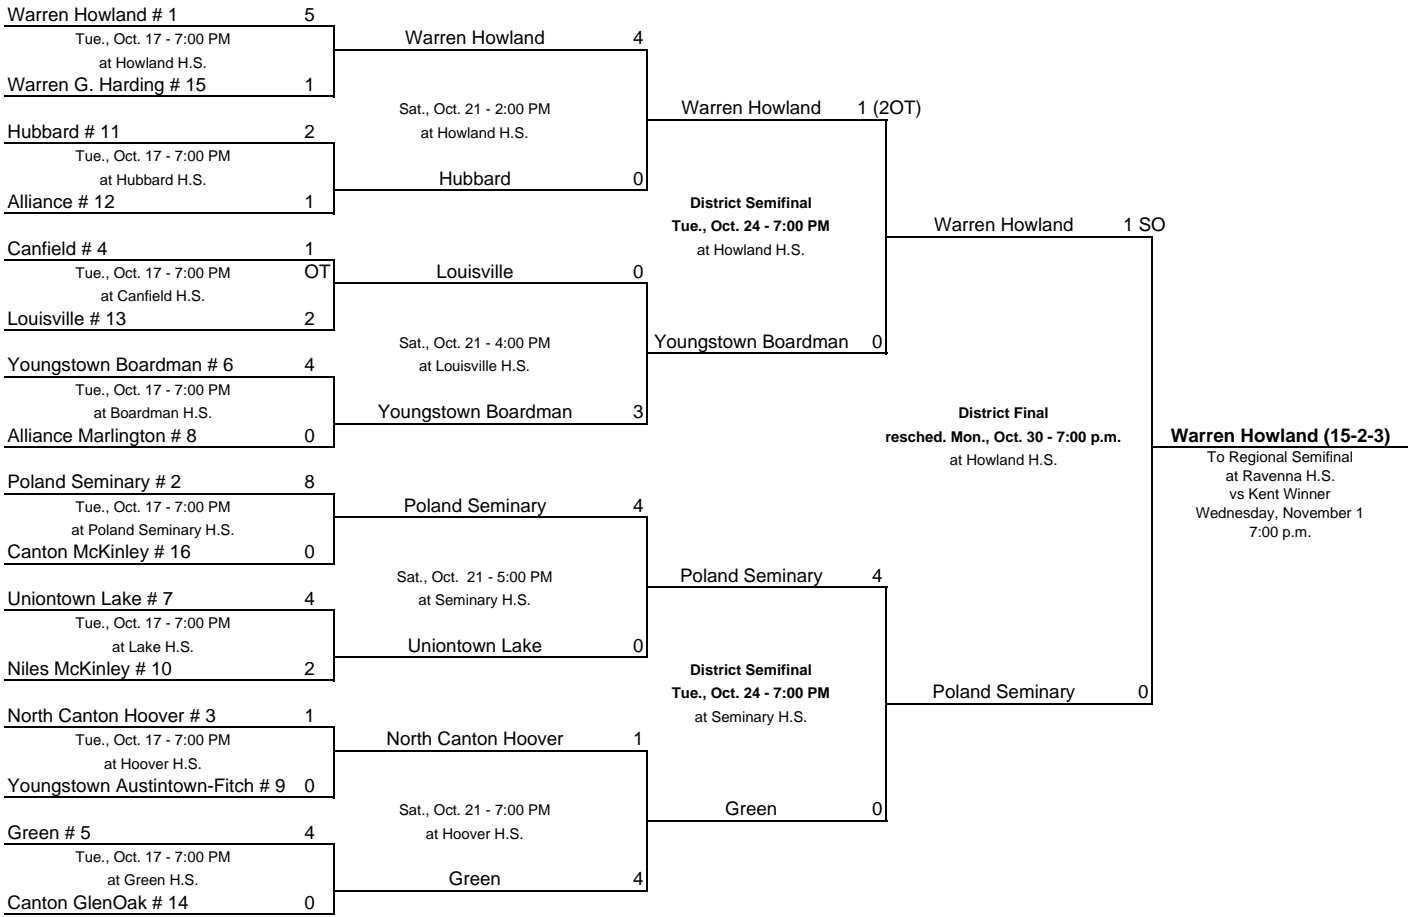 Warren Howland # 1 5
Tue., Oct. 17 - 7:00 PM
at Howland H.S.
Warren G. Harding # 15 1
Hubbard # 11 2
Tue., Oct. 17 - 7:00 PM
at Hubbard H.S.
Alliance # 12 1
Canfield # 4 1
Tue., Oct. 17 - 7:00 PM OT
at Canfield H.S.
Louisville # 13 2
Youngstown Boardman # 6 4
Tue., Oct. 17 - 7:00 PM
at Boardman H.S.
Alliance Marlington # 8 0
Poland Seminary # 2 8
Tue., Oct. 17 - 7:00 PM
at Poland Seminary H.S.
Canton McKinley # 16 0
Uniontown Lake # 7 4
Tue., Oct. 17 - 7:00 PM
at Lake H.S.
Niles McKinley # 10 2
North Canton Hoover # 3 1
Tue., Oct. 17 - 7:00 PM
at Hoover H.S.
Youngstown Austintown-Fitch # 9 0
Green # 5 4
Tue., Oct. 17 - 7:00 PM
at Green H.S.
Canton GlenOak # 14 0
Warren Howland 4
Sat., Oct. 21 - 2:00 PM
at Howland H.S.
Hubbard 0
Louisville 0
Sat., Oct. 21 - 4:00 PM
at Louisville H.S.
Youngstown Boardman 3
Poland Seminary 4
Sat., Oct. 21 - 5:00 PM
at Seminary H.S.
Uniontown Lake 0
North Canton Hoover 1
Sat., Oct. 21 - 7:00 PM
at Hoover H.S.
Green 4
Warren Howland 1 (2OT)
District Semifinal
Tue., Oct. 24 - 7:00 PM
at Howland H.S.
Youngstown Boardman 0
Poland Seminary 4
District Semifinal
Tue., Oct. 24 - 7:00 PM
at Seminary H.S.
Green 0
Warren Howland 1 SO
District Final
resched. Mon., Oct. 30 - 7:00 p.m.
at Howland H.S.
Poland Seminary 0
Warren Howland (15-2-3)
To Regional Semifinal
at Ravenna H.S.
vs Kent Winner
Wednesday, November 1
7:00 p.m.